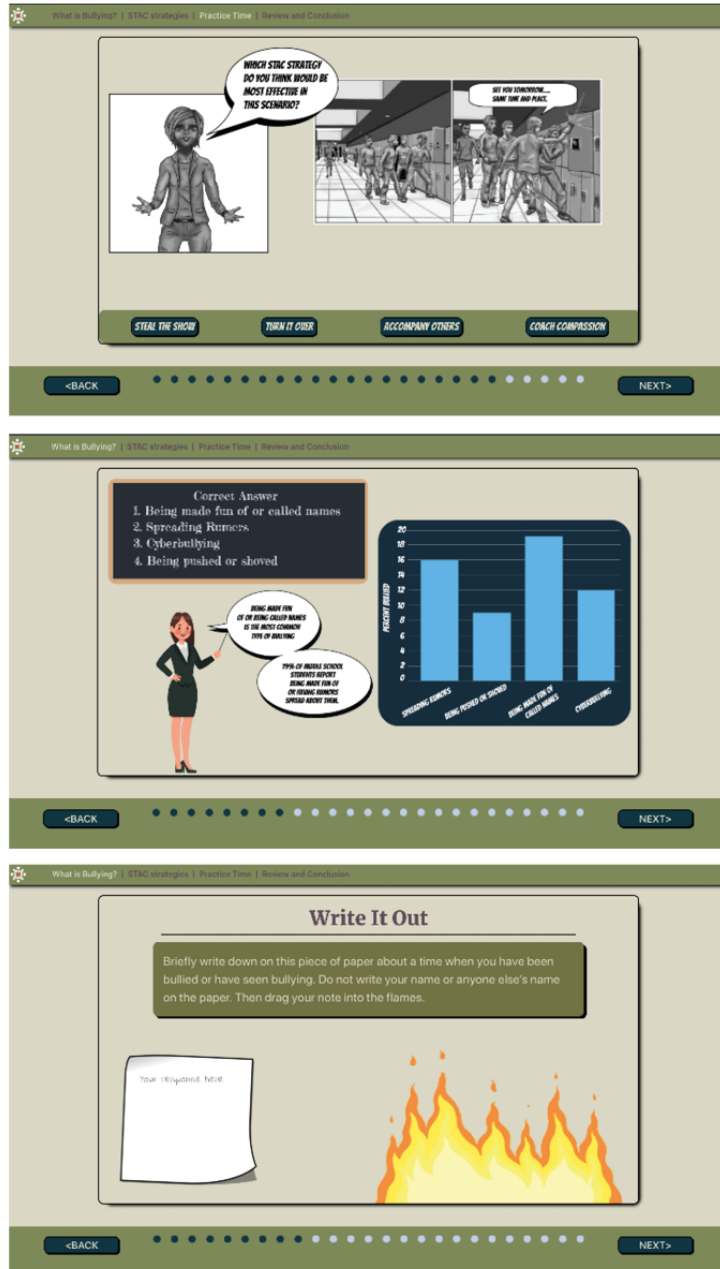 What is Bullying? | STAC strategies | Practice Time | Review and Conclusion
WHICH STAC STRATEGY
DO YOU THINK WOULD BE
MOST EFFECTIVE IN
THIS SCENARIO?
SEE YOU TOMORROW....
SAME TIME AND PLACE.
STEAL THE SHOW
TURN IT OVER
ACCOMPANY OTHERS
COACH COMPASSION
<BACK
NEXT>
What is Bullying? | STAC strategies | Practice Time | Review and Conclusion
Correct Answer
1. Being made fun of or called names
2. Spreading Rumors
3. Cyberbullying
4. Being pushed or shoved
BEING MADE FUN
OF OR BEING CALLED NAMES
IS THE MOST COMMON
TYPE OF BULLYING
19% OF MIDDLE SCHOOL
STUDENTS REPORT
BEING MADE FUN OF
OR HAVING RUMORS
SPREAD ABOUT THEM.
PERCENT BULLIED
20
18
16
14
12
10
8
6
4
2
0
SPREADING RUMORS
BEING PUSHED OR SHOVED
BEING MADE FUN OF
CALLED NAMES
CYBERBULLYING
<BACK
NEXT>
What is Bullying? | STAC strategies | Practice Time | Review and Conclusion
Write It Out
Briefly write down on this piece of paper about a time when you have been
bullied or have seen bullying. Do not write your name or anyone else's name
on the paper. Then drag your note into the flames.
Your response here
<BACK
NEXT>